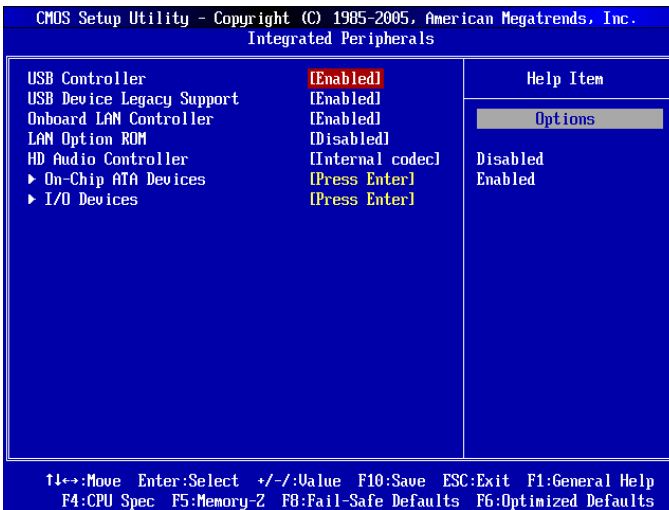 CMOS Setup Utility - Copyright (C) 1985-2005, American Megatrends, Inc.
Integrated Peripherals
USB Controller [Enabled]
USB Device Legacy Support [Enabled]
Onboard LAN Controller [Enabled]
LAN Option ROM [Disabled]
HD Audio Controller [Internal codec]
▶ On-Chip ATA Devices [Press Enter]
▶ I/O Devices [Press Enter]
Help Item
Options
Disabled
Enabled
↑↓←→:Move Enter:Select +/-/:Value F10:Save ESC:Exit F1:General Help
F4:CPU Spec F5:Memory-Z F8:Fail-Safe Defaults F6:Optimized Defaults